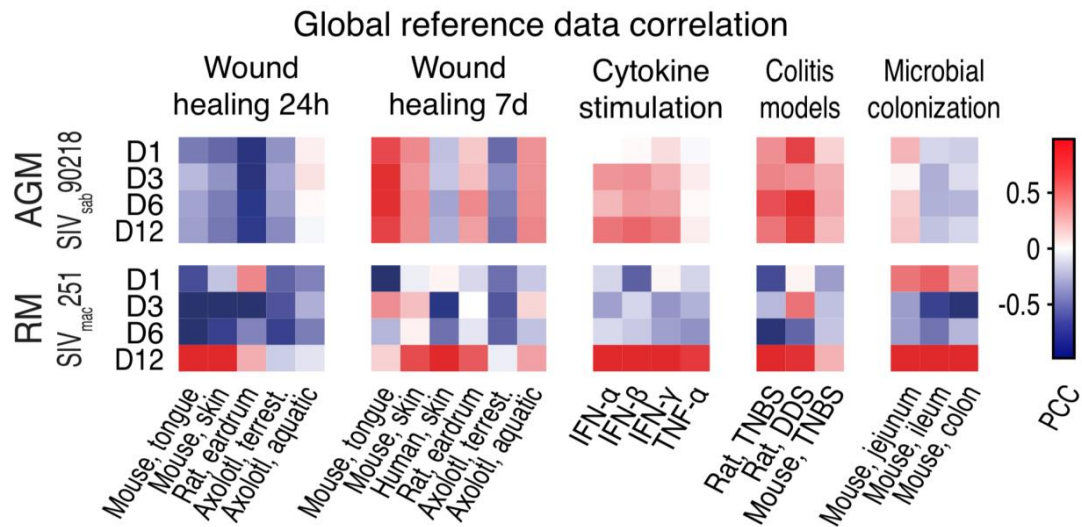 Global reference data correlation
Wound healing 24h
Wound healing 7d
Cytokine stimulation
Colitis models
Microbial colonization
AGM
SIVsab90218
D1
D3
D6
D12
RM
SIVmac251
D1
D3
D6
D12
0.5
0
-0.5
PCC
Mouse, tongue
Mouse, skin
Rat, eardrum
Axolotl, terrest.
Axolotl, aquatic
Mouse, tongue
Mouse, skin
Human, skin
Rat, eardrum
Axolotl, terrest.
Axolotl, aquatic
IFN-α
IFN-β
IFN-γ
TNF-α
Rat, TNBS
Rat, DDS
Mouse, TNBS
Mouse, jejunum
Mouse, ileum
Mouse, colon